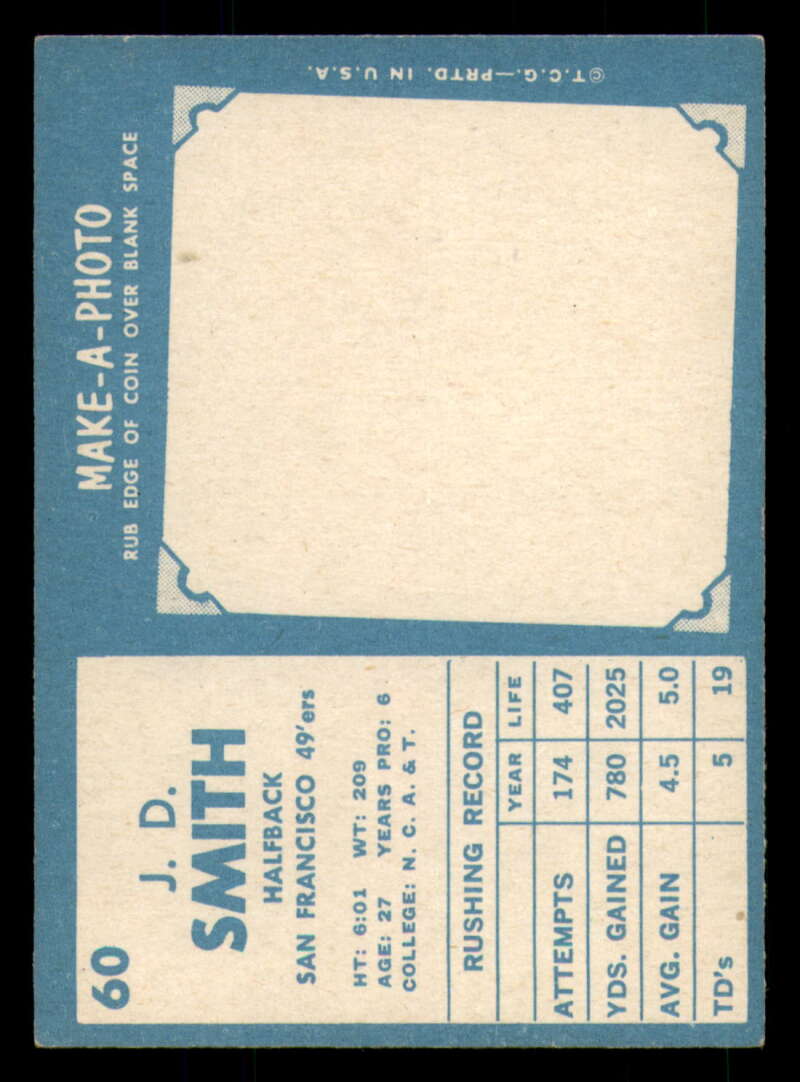 60
J. D.
SMITH
HALFBACK
SAN FRANCISCO 49'ers
HT: 6:01 WT: 209
AGE: 27 YEARS PRO: 6
COLLEGE: N. C. A. & T.
RUSHING RECORD
YEAR LIFE
ATTEMPTS 174 407
YDS. GAINED 780 2025
AVG. GAIN 4.5 5.0
TD's 5 19
MAKE-A-PHOTO
RUB EDGE OF COIN OVER BLANK SPACE
©T.C.G.—PRTD. IN U.S.A.